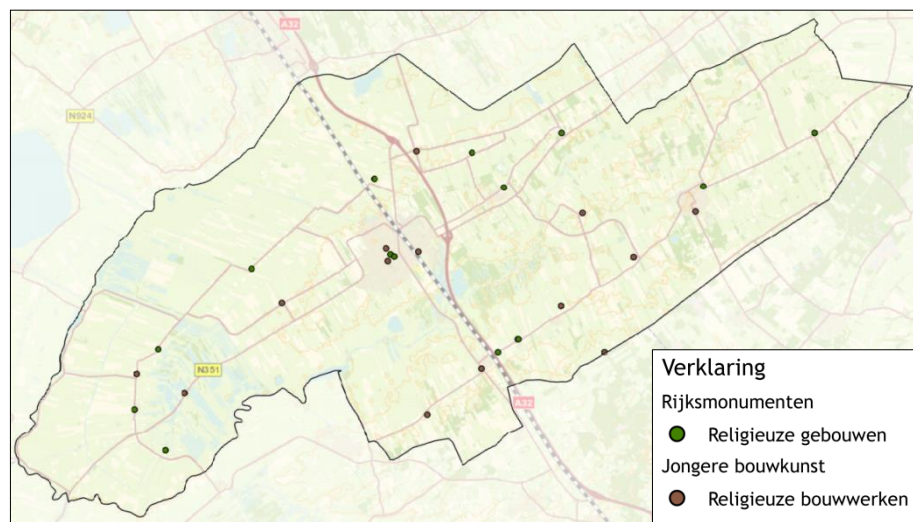 A32
N924
N351
A32
Verklaring
Rijksmonumenten
Religieuze gebouwen
Jongere bouwkunst
Religieuze bouwwerken